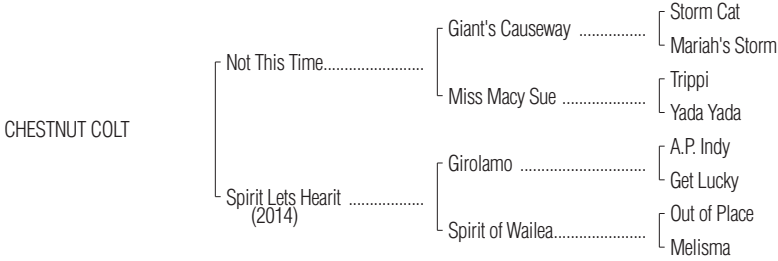 Storm Cat
Giant's Causeway ................
Mariah's Storm
Not This Time.......................
Trippi
Miss Macy Sue ....................
Yada Yada
CHESTNUT COLT
A.P. Indy
Girolamo ..............................
Get Lucky
Spirit Lets Hearit ..................
(2014)
Out of Place
Spirit of Wailea......................
Melisma